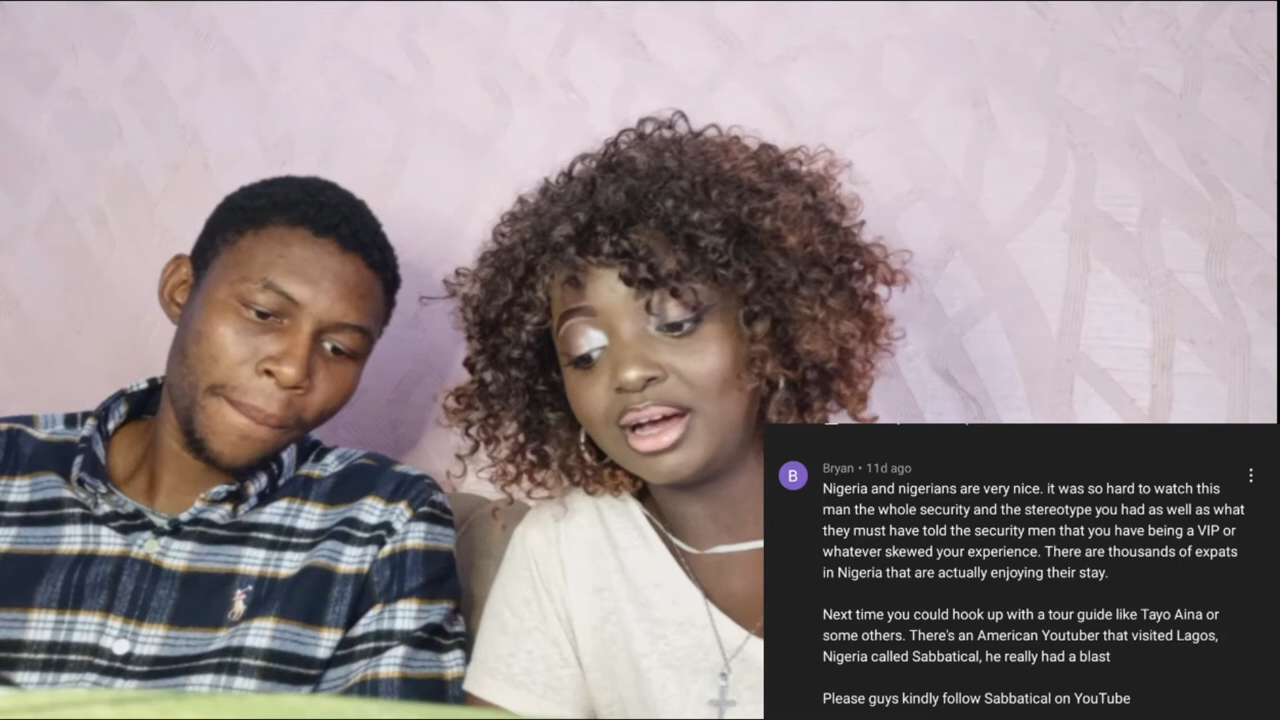 B
Bryan • 11d ago
Nigeria and nigerians are very nice. it was so hard to watch this
man the whole security and the stereotype you had as well as what
they must have told the security men that you have being a VIP or
whatever skewed your experience. There are thousands of expats
in Nigeria that are actually enjoying their stay.
Next time you could hook up with a tour guide like Tayo Aina or
some others. There's an American Youtuber that visited Lagos,
Nigeria called Sabbatical, he really had a blast
Please guys kindly follow Sabbatical on YouTube